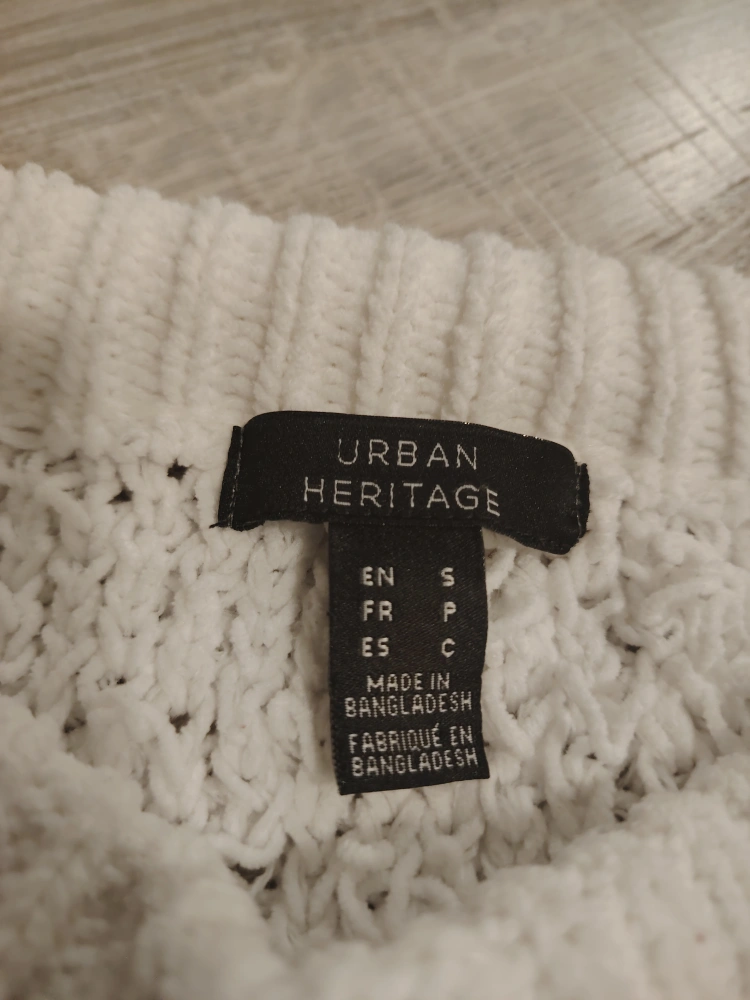 URBAN
HERITAGE
EN S
FR P
ES C
MADE IN
BANGLADESH
FABRIQUÉ EN
BANGLADESH